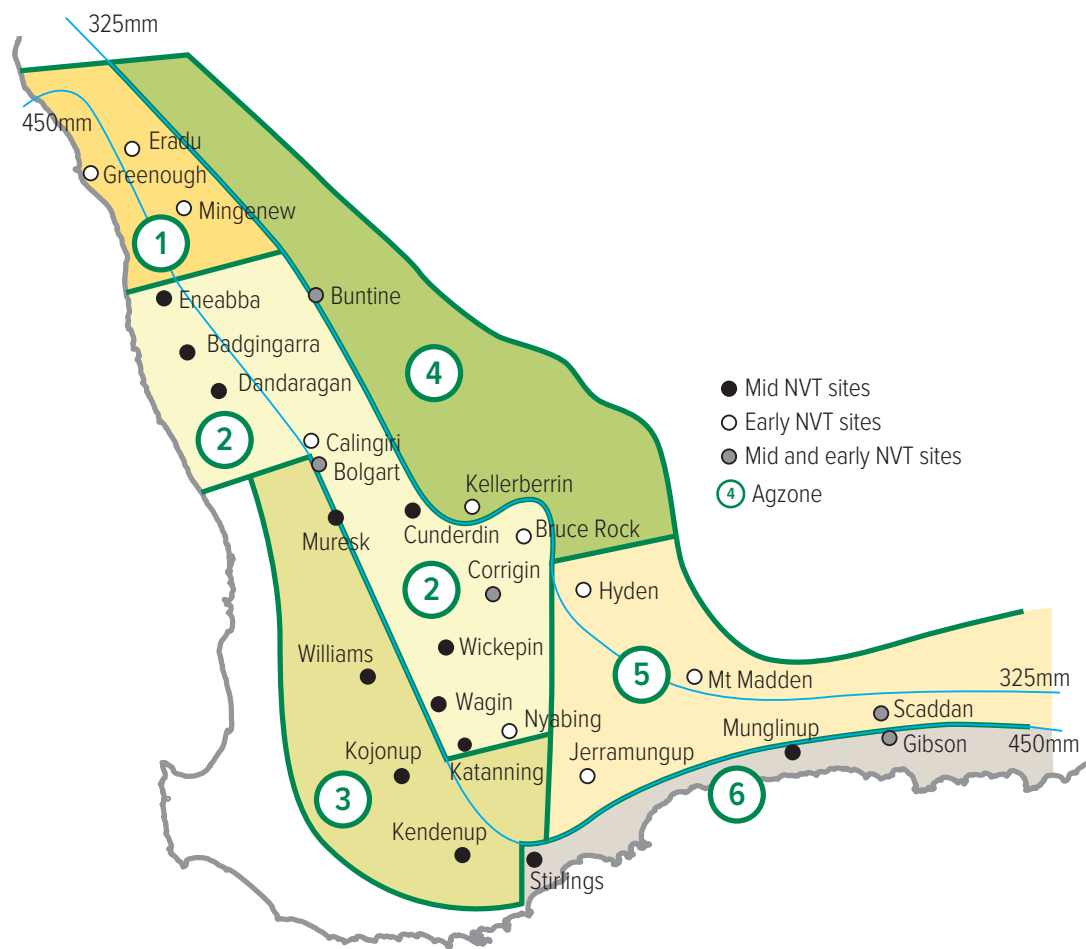 325mm
450mm
Eradu
Greenough
Mingenew
1
Eneabba
Buntine
Badgingarra
4
Dandaragan
Mid NVT sites
Early NVT sites
2
Calingiri
Mid and early NVT sites
Bolgart
Kellerberrin
4 Agzone
Muresk
Cunderdin
Bruce Rock
Corrigin
2
Hyden
Wickepin
Williams
5
Mt Madden
325mm
Wagin
Nyabing
Scaddan
Munglinup
Gibson
450mm
Kojonup
Katanning
Jerramungup
3
6
Kendenup
Stirlings